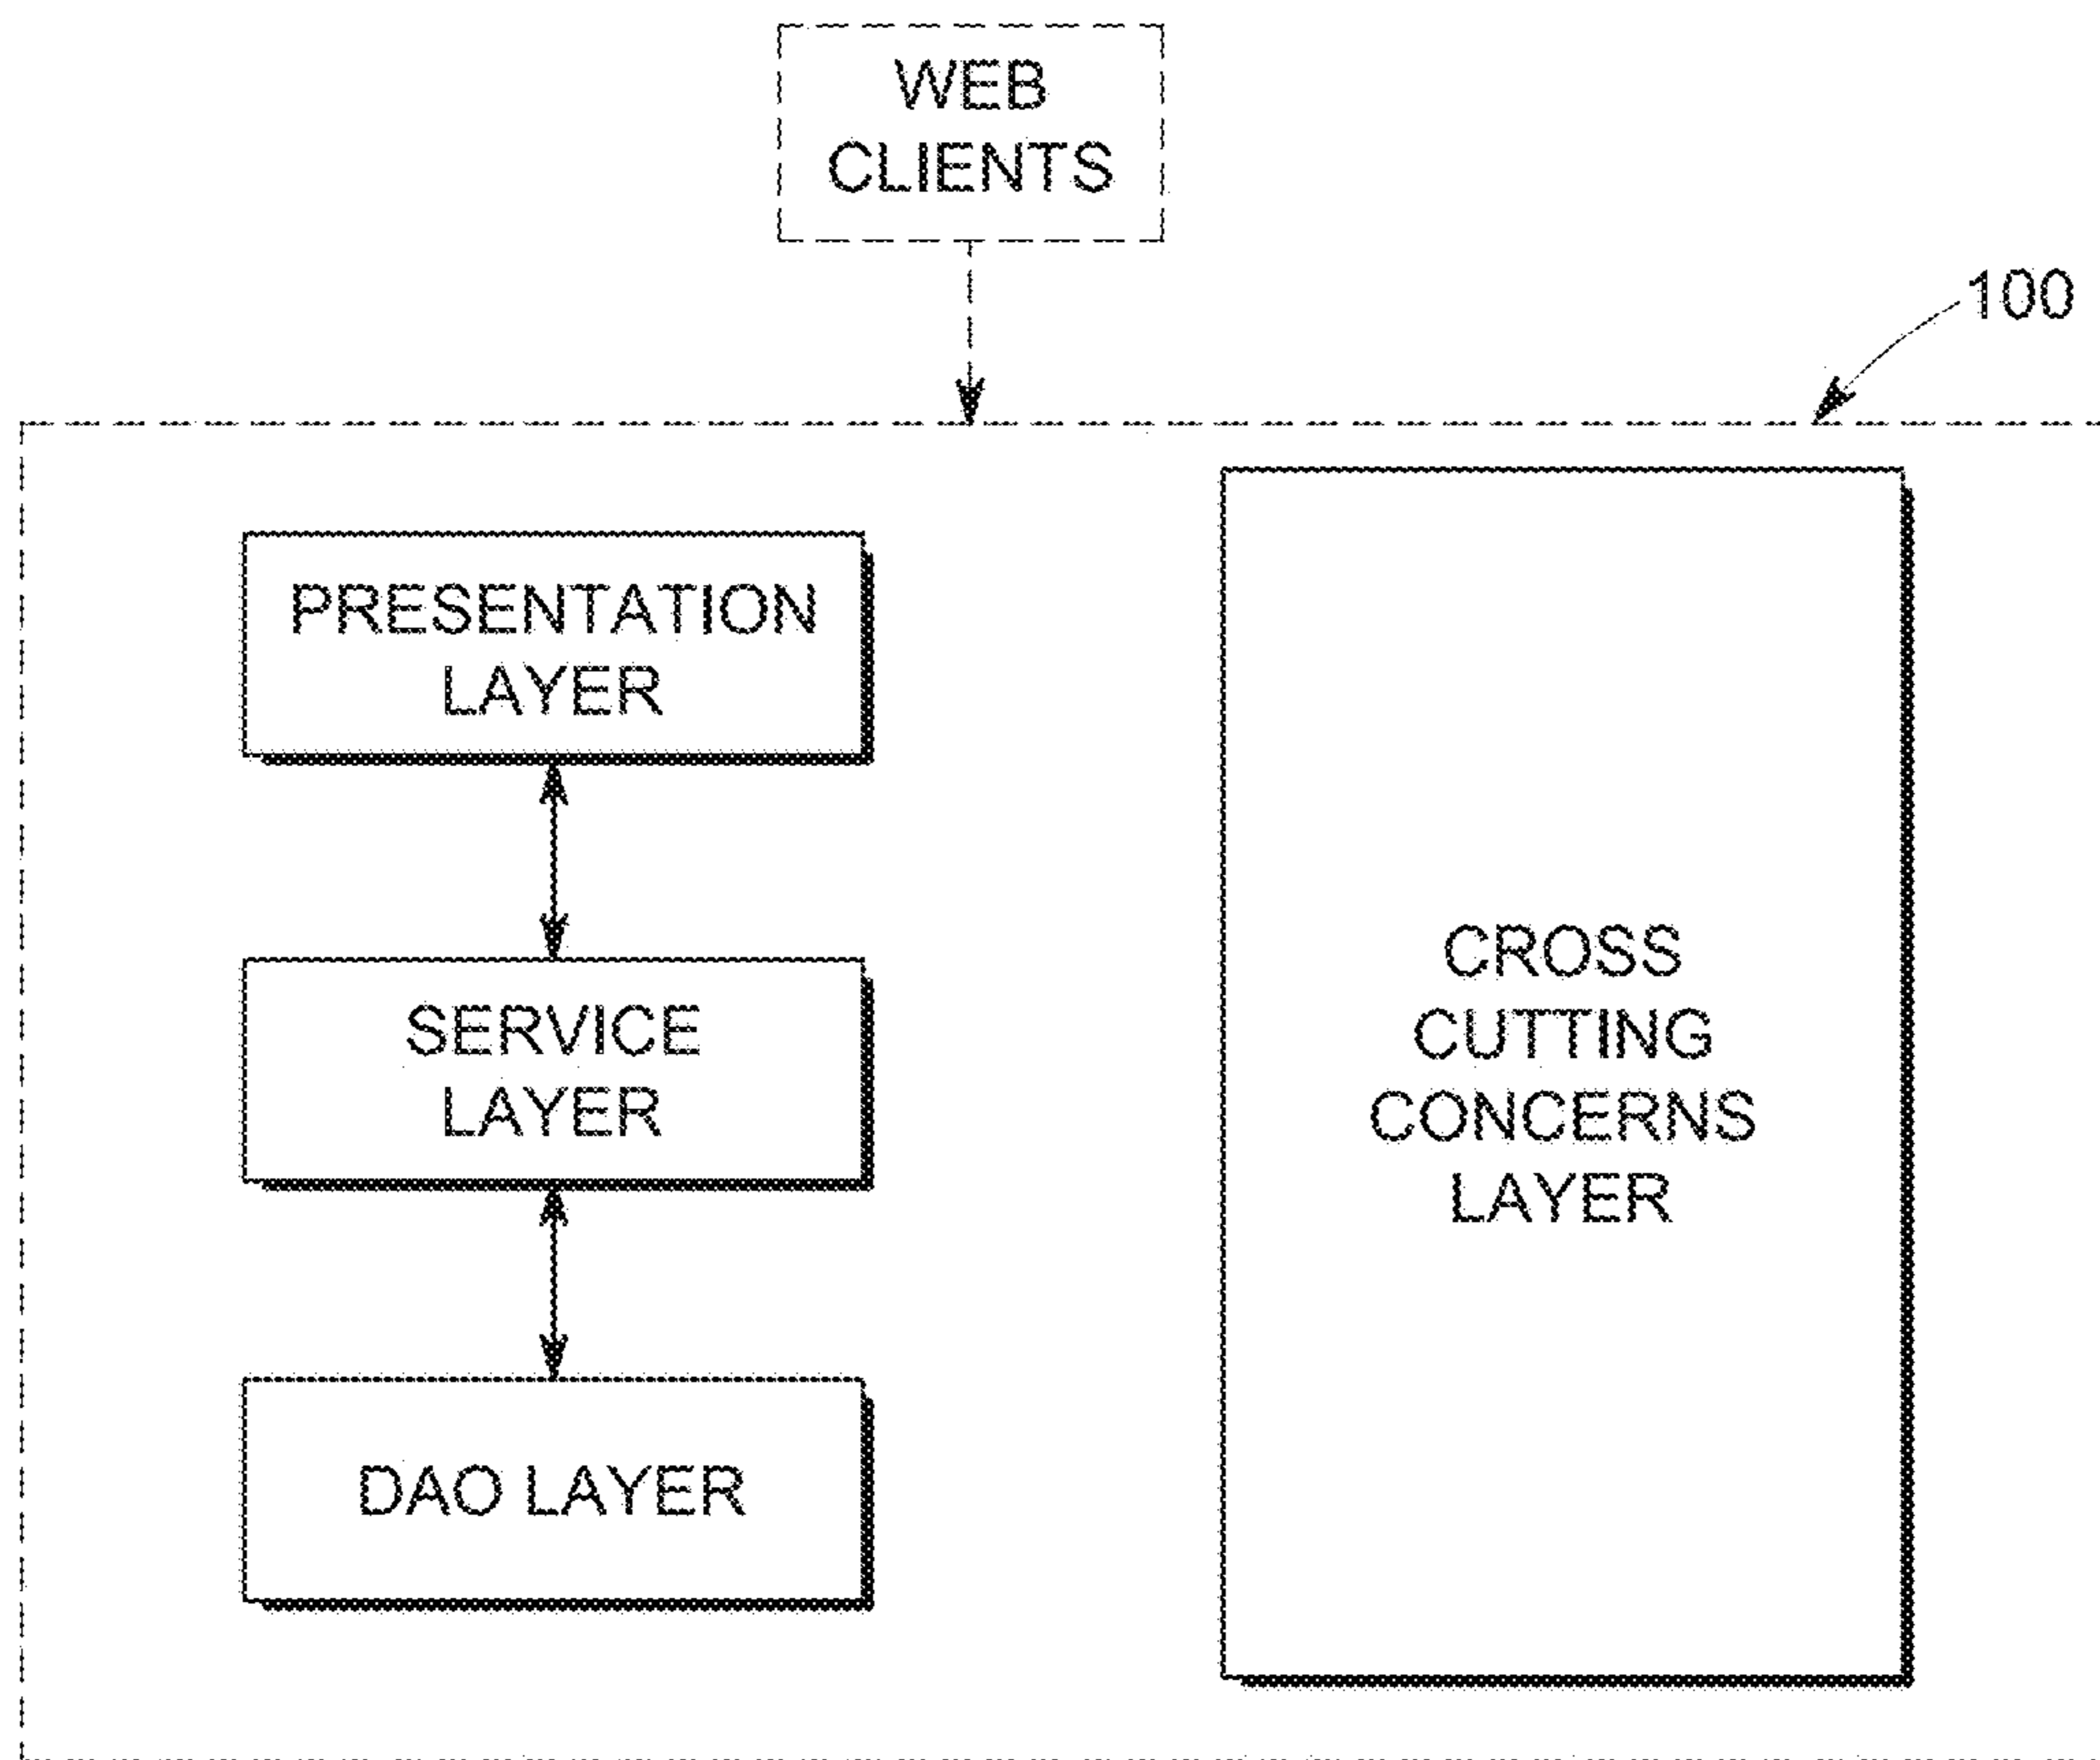 WEB
CLIENTS
100
PRESENTATION
LAYER
SERVICE
LAYER
DAO LAYER
CROSS
CUTTING
CONCERNS
LAYER